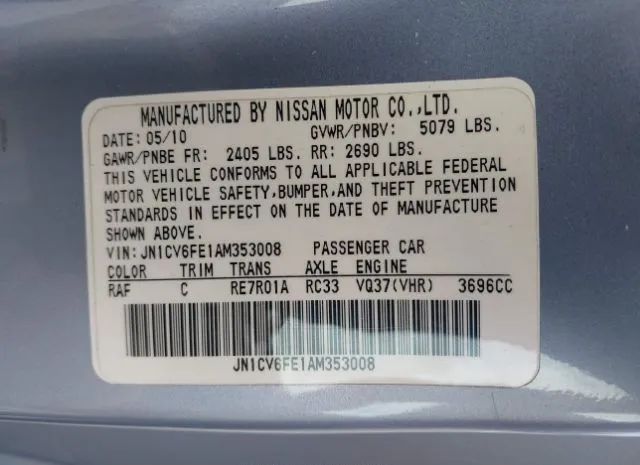 MANUFACTURED BY NISSAN MOTOR CO.,LTD.
DATE: 05/10 GVWR/PNBV: 5079 LBS.
GAWR/PNBE FR: 2405 LBS. RR: 2690 LBS.
THIS VEHICLE CONFORMS TO ALL APPLICABLE FEDERAL
MOTOR VEHICLE SAFETY,BUMPER,AND THEFT PREVENTION
STANDARDS IN EFFECT ON THE DATE OF MANUFACTURE
SHOWN ABOVE.
VIN:JN1CV6FE1AM353008 PASSENGER CAR
COLOR TRIM TRANS AXLE ENGINE
RAF C RE7R01A RC33 VQ37(VHR) 3696CC
JN1CV6FE1AM353008